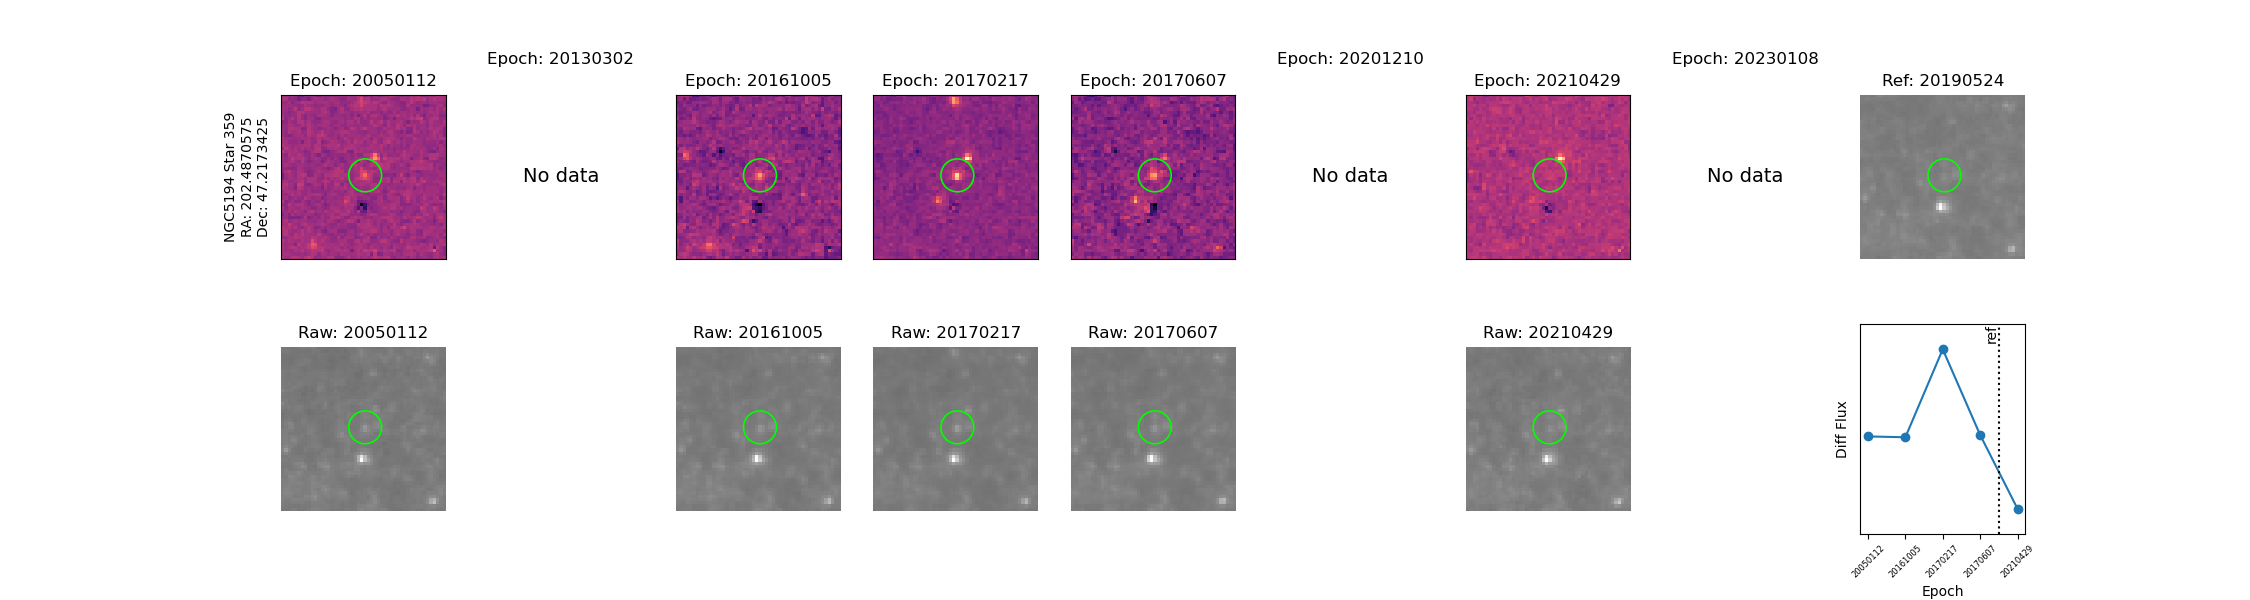 Epoch: 20050112
Epoch: 20130302
Epoch: 20161005
Epoch: 20170217
Epoch: 20170607
Epoch: 20201210
Epoch: 20210429
Epoch: 20230108
Ref: 20190524
NGC5194 Star 359
RA: 202.4870575
Dec: 47.22173425
No data
No data
No data
Raw: 20050112
Raw: 20161005
Raw: 20170217
Raw: 20170607
Raw: 20210429
ref
Diff Flux
20050112
20161005
20170217
20170607
20210429
Epoch